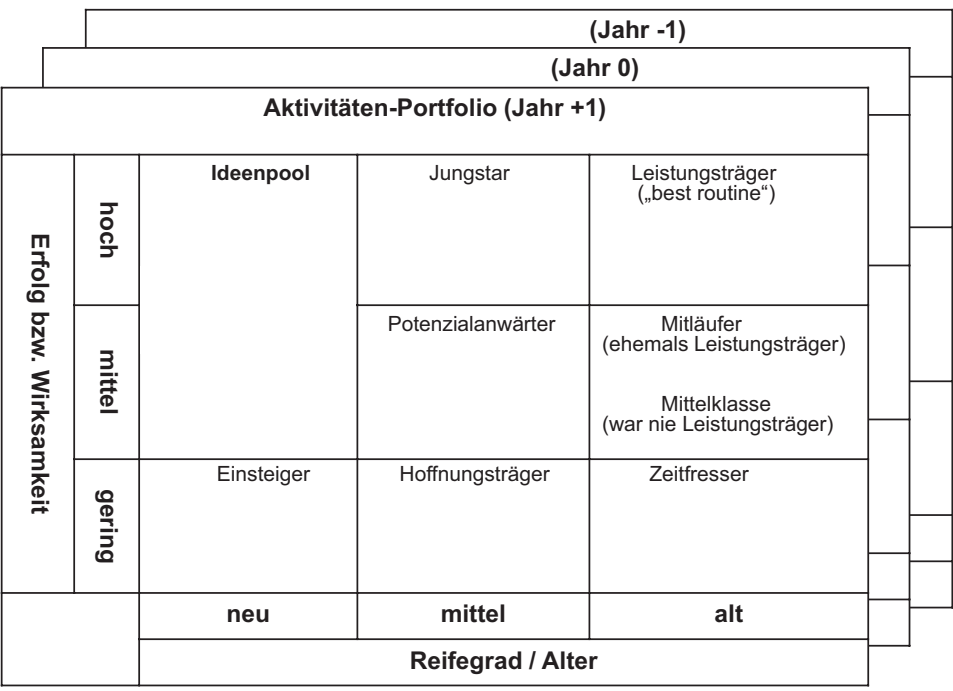 (Jahr -1)
(Jahr 0)
Aktivitäten-Portfolio (Jahr +1)
Erfolg bzw. Wirksamkeit
hoch
Ideenpool
Jungstar
Leistungsträger
(„best routine“)
mittel
Potenzialanwärter
Mitläufer
(ehemals Leistungsträger)
Mittelklasse
(war nie Leistungsträger)
gering
Einsteiger
Hoffnungsträger
Zeitfresser
neu
mittel
alt
Reifegrad / Alter